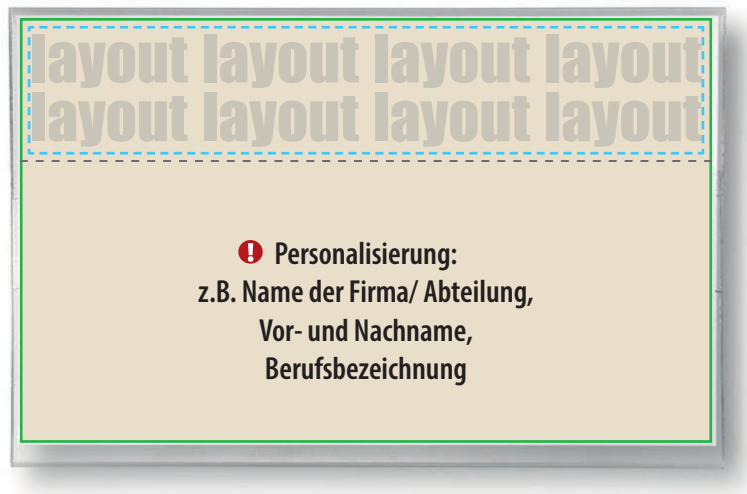 layout layout layout layout
layout layout layout layout
! Personalisierung:
z.B. Name der Firma/ Abteilung,
Vor- und Nachname,
Berufsbezeichnung